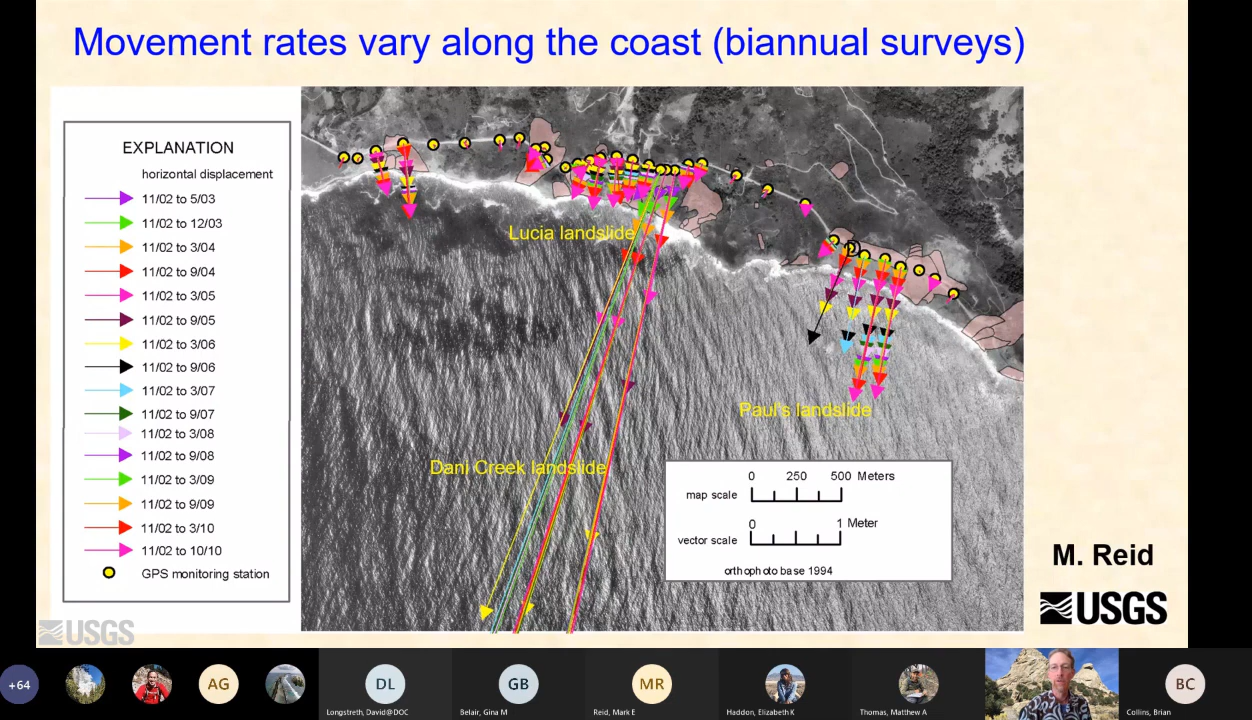 Movement rates vary along the coast (biannual surveys)
EXPLANATION
horizontal displacement
11/02 to 5/03
11/02 to 12/03
11/02 to 3/04
11/02 to 9/04
11/02 to 3/05
11/02 to 9/05
11/02 to 3/06
11/02 to 9/06
11/02 to 3/07
11/02 to 9/07
11/02 to 3/08
11/02 to 9/08
11/02 to 3/09
11/02 to 9/09
11/02 to 3/10
11/02 to 10/10
GPS monitoring station
Lucia landslide
Paul's landslide
Dani Creek landslide
0 250 500 Meters
map scale
0 1 Meter
vector scale
orthophoto base 1994
M. Reid
USGS
USGS
+64
AG
DL
GB
MR
BC
Longstreth, David@DOC
Belair, Gina M
Reid, Mark E
Haddon, Elizabeth K
Thomas, Matthew A
Collins, Brian